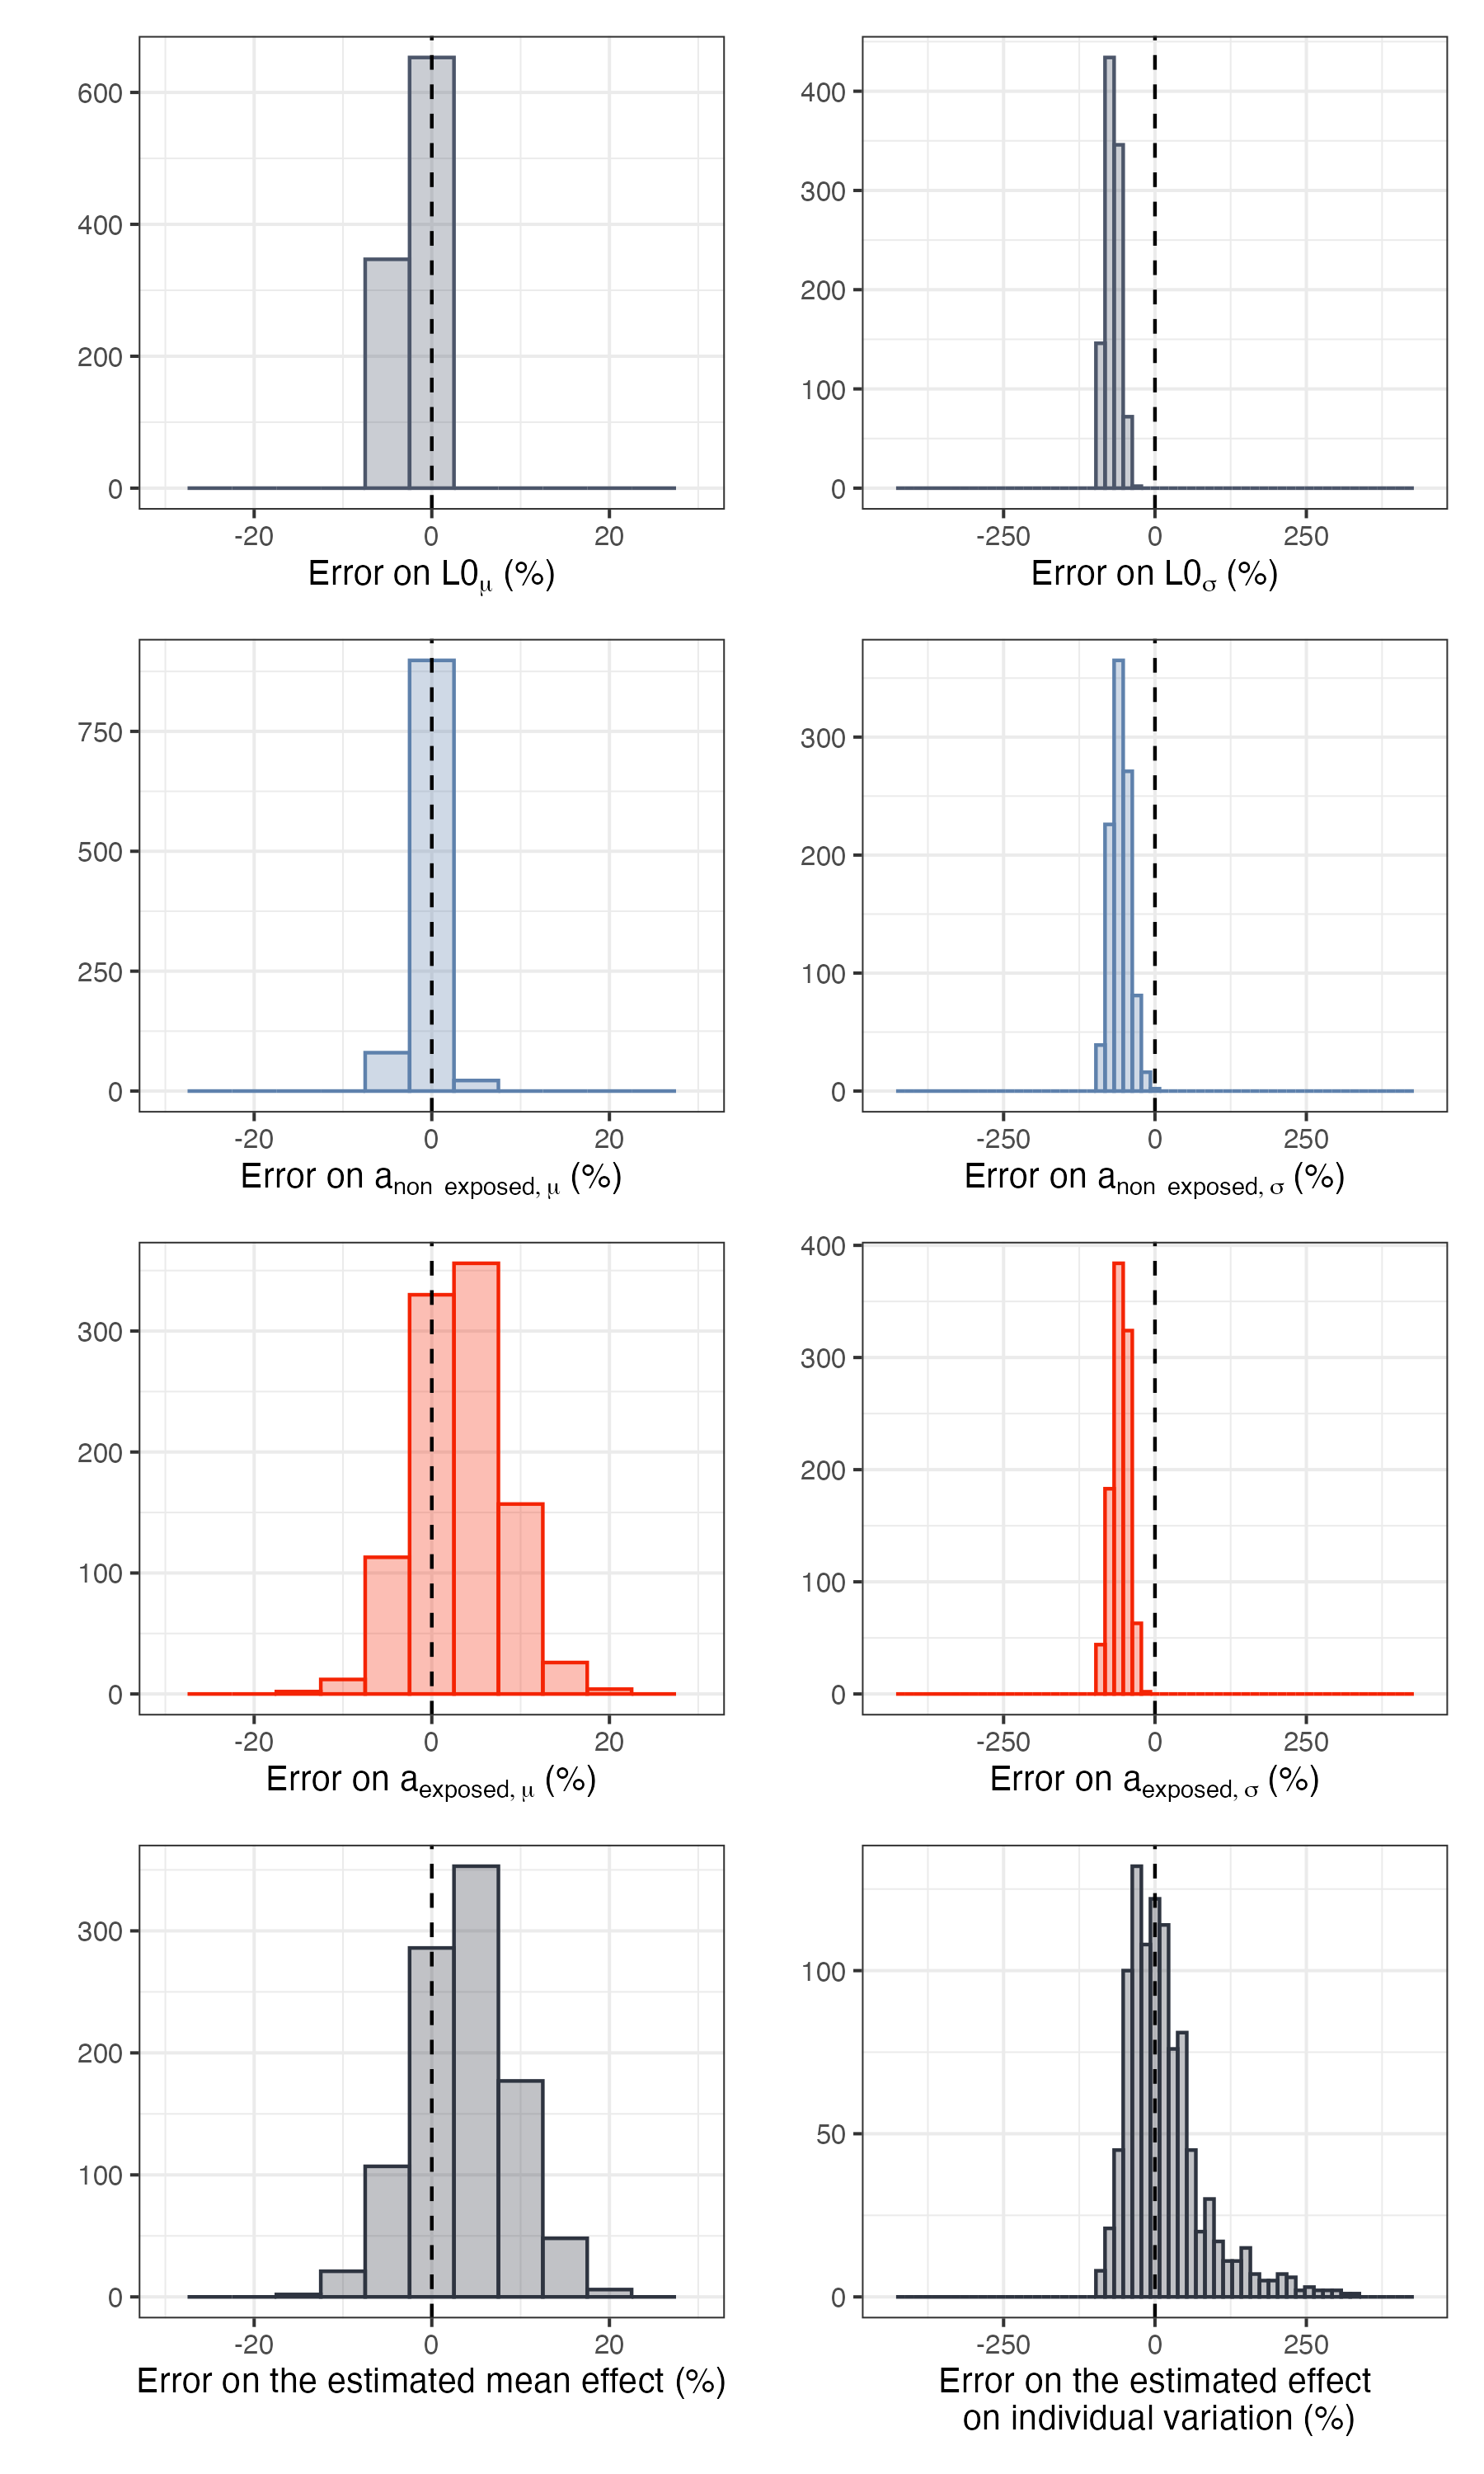 600
400
200
0
-20 0 20
Error on L0μ (%)
400
300
200
100
0
-250 0 250
Error on L0σ (%)
750
500
250
0
-20 0 20
Error on a non exposed, μ (%)
300
200
100
0
-250 0 250
Error on a non exposed, σ (%)
300
200
100
0
-20 0 20
Error on a exposed, μ (%)
400
300
200
100
0
-250 0 250
Error on a exposed, σ (%)
300
200
100
0
-20 0 20
Error on the estimated mean effect (%)
100
50
0
-250 0 250
Error on the estimated effect
on individual variation (%)